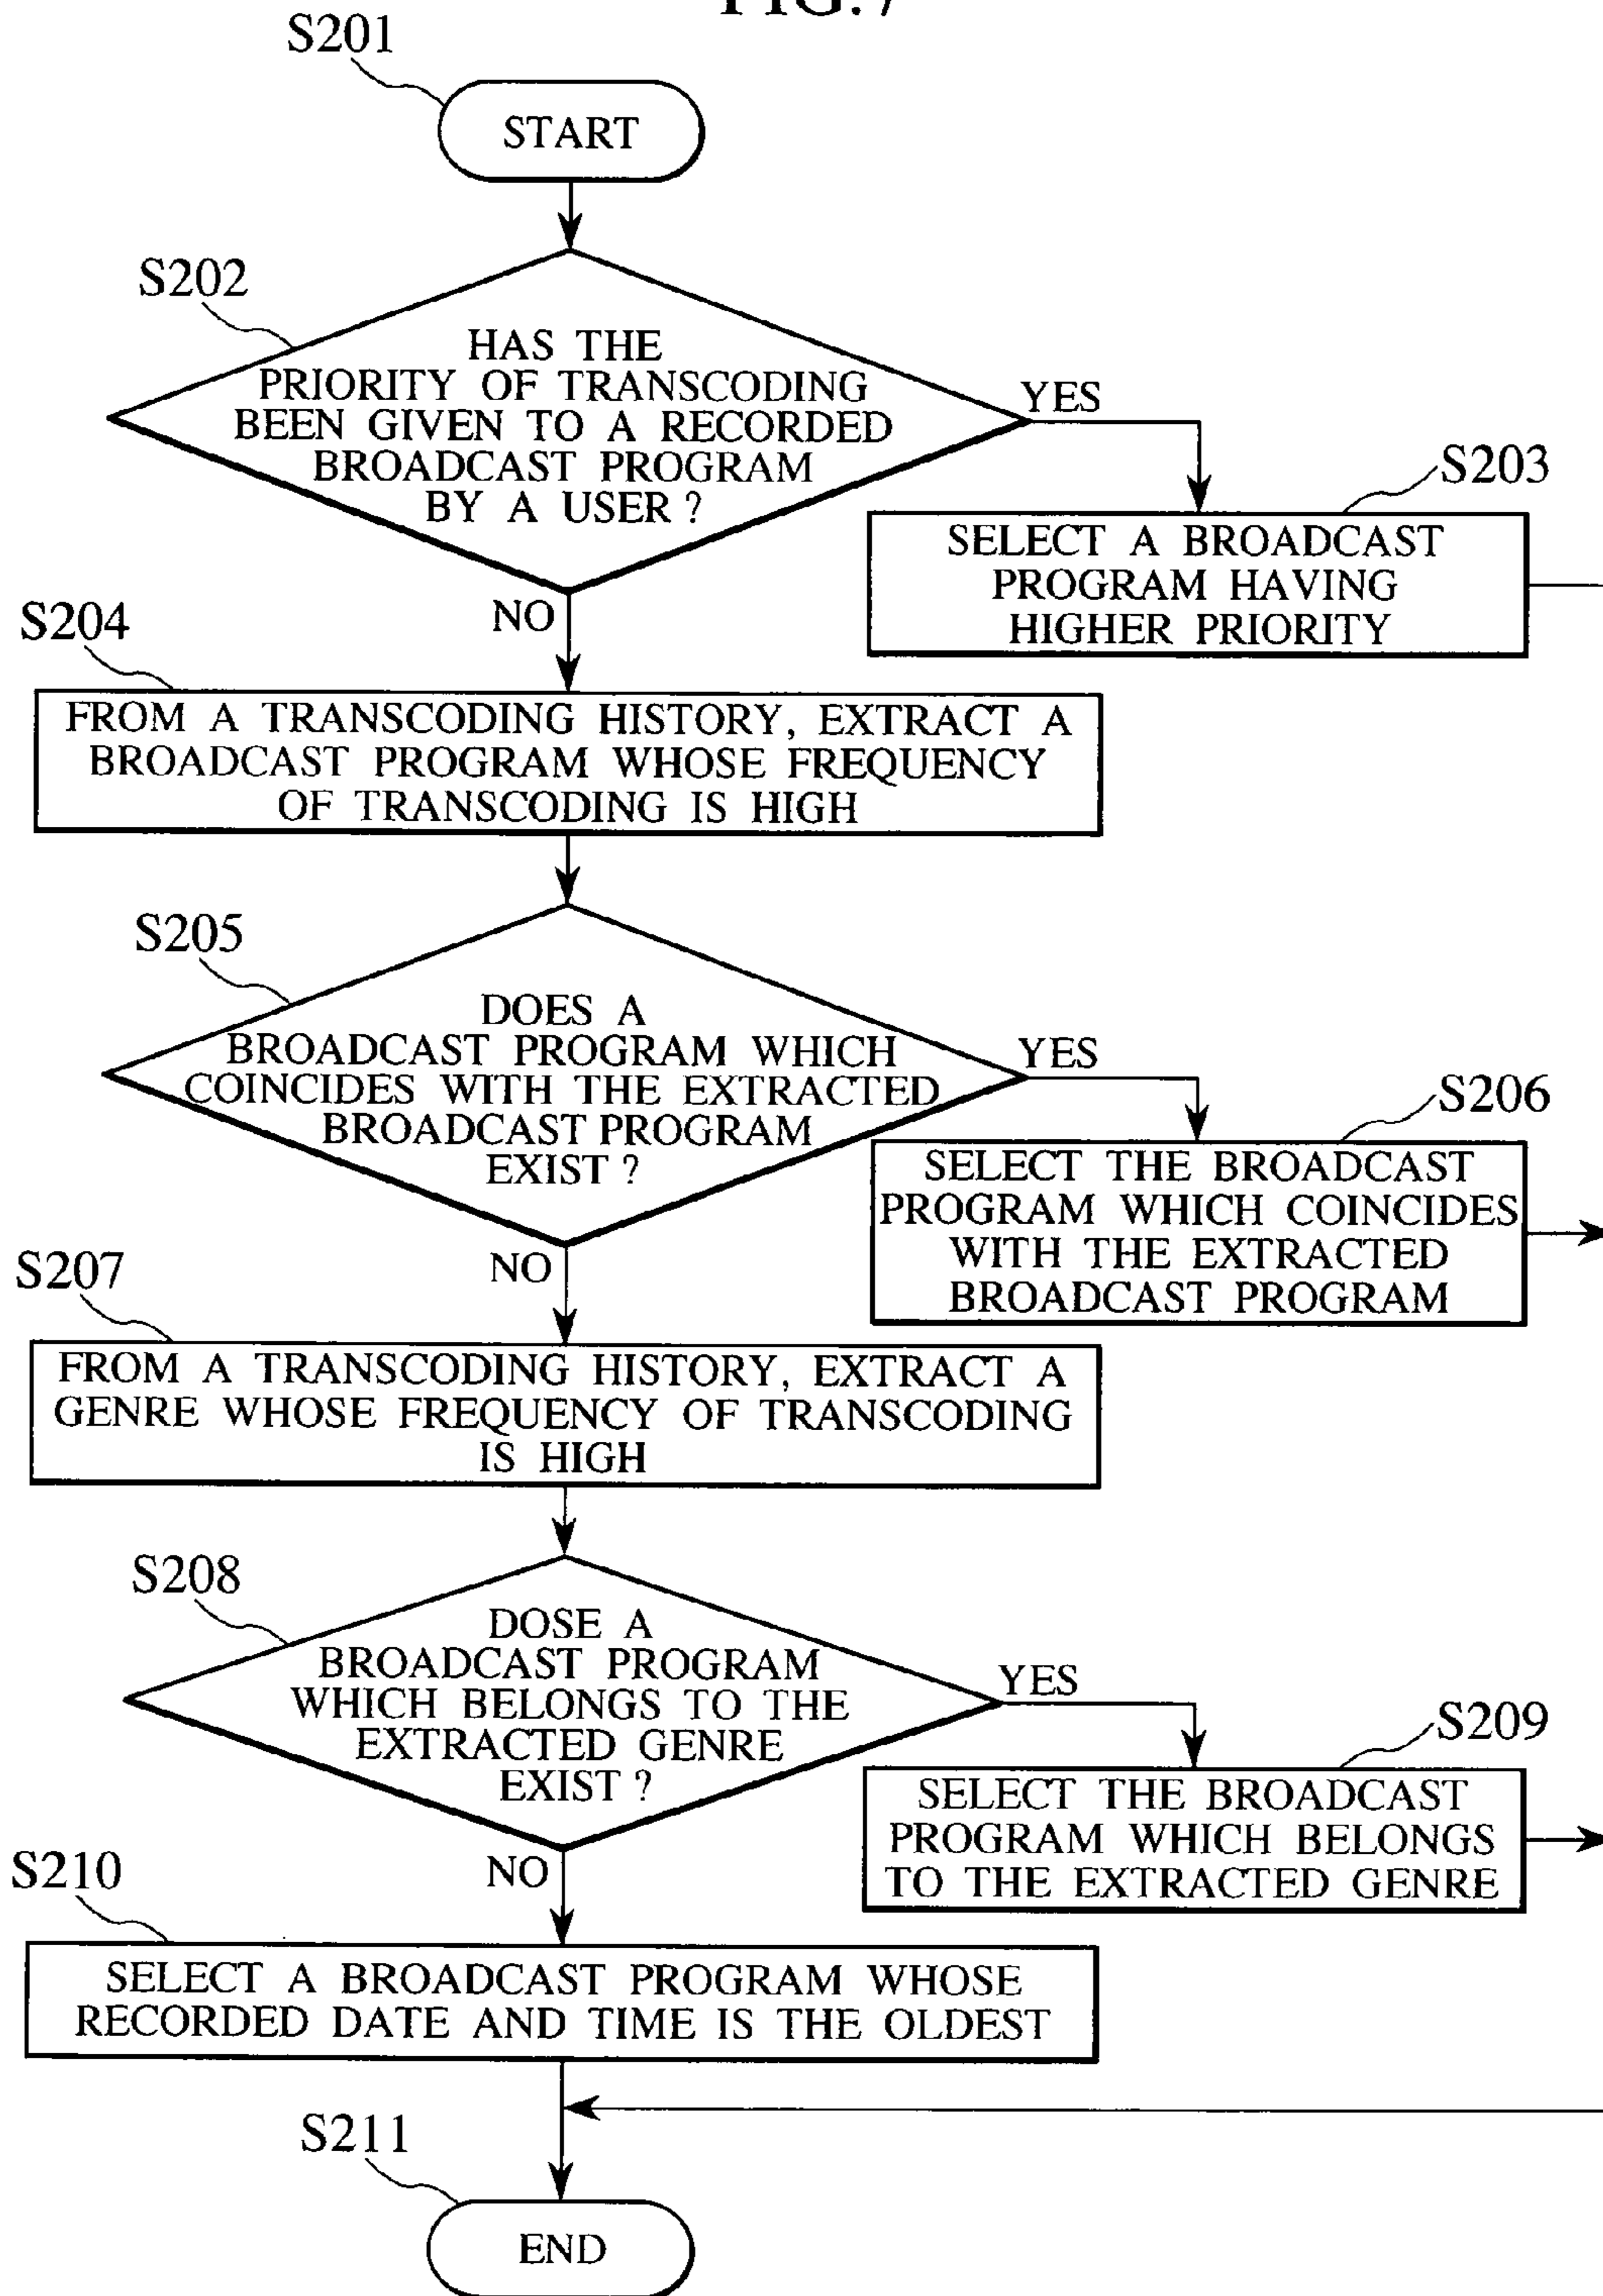 FIG. 7
S201
START
S202
HAS THE
PRIORITY OF TRANSCODING
BEEN GIVEN TO A RECORDED
BROADCAST PROGRAM
BY A USER ?
YES
S203
SELECT A BROADCAST
PROGRAM HAVING
HIGHER PRIORITY
NO
S204
FROM A TRANSCODING HISTORY, EXTRACT A
BROADCAST PROGRAM WHOSE FREQUENCY
OF TRANSCODING IS HIGH
S205
DOES A
BROADCAST PROGRAM WHICH
COINCIDES WITH THE EXTRACTED
BROADCAST PROGRAM
EXIST ?
YES
S206
SELECT THE BROADCAST
PROGRAM WHICH COINCIDES
WITH THE EXTRACTED
BROADCAST PROGRAM
NO
S207
FROM A TRANSCODING HISTORY, EXTRACT A
GENRE WHOSE FREQUENCY OF TRANSCODING
IS HIGH
S208
DOSE A
BROADCAST PROGRAM
WHICH BELONGS TO THE
EXTRACTED GENRE
EXIST ?
YES
S209
SELECT THE BROADCAST
PROGRAM WHICH BELONGS
TO THE EXTRACTED GENRE
NO
S210
SELECT A BROADCAST PROGRAM WHOSE
RECORDED DATE AND TIME IS THE OLDEST
S211
END